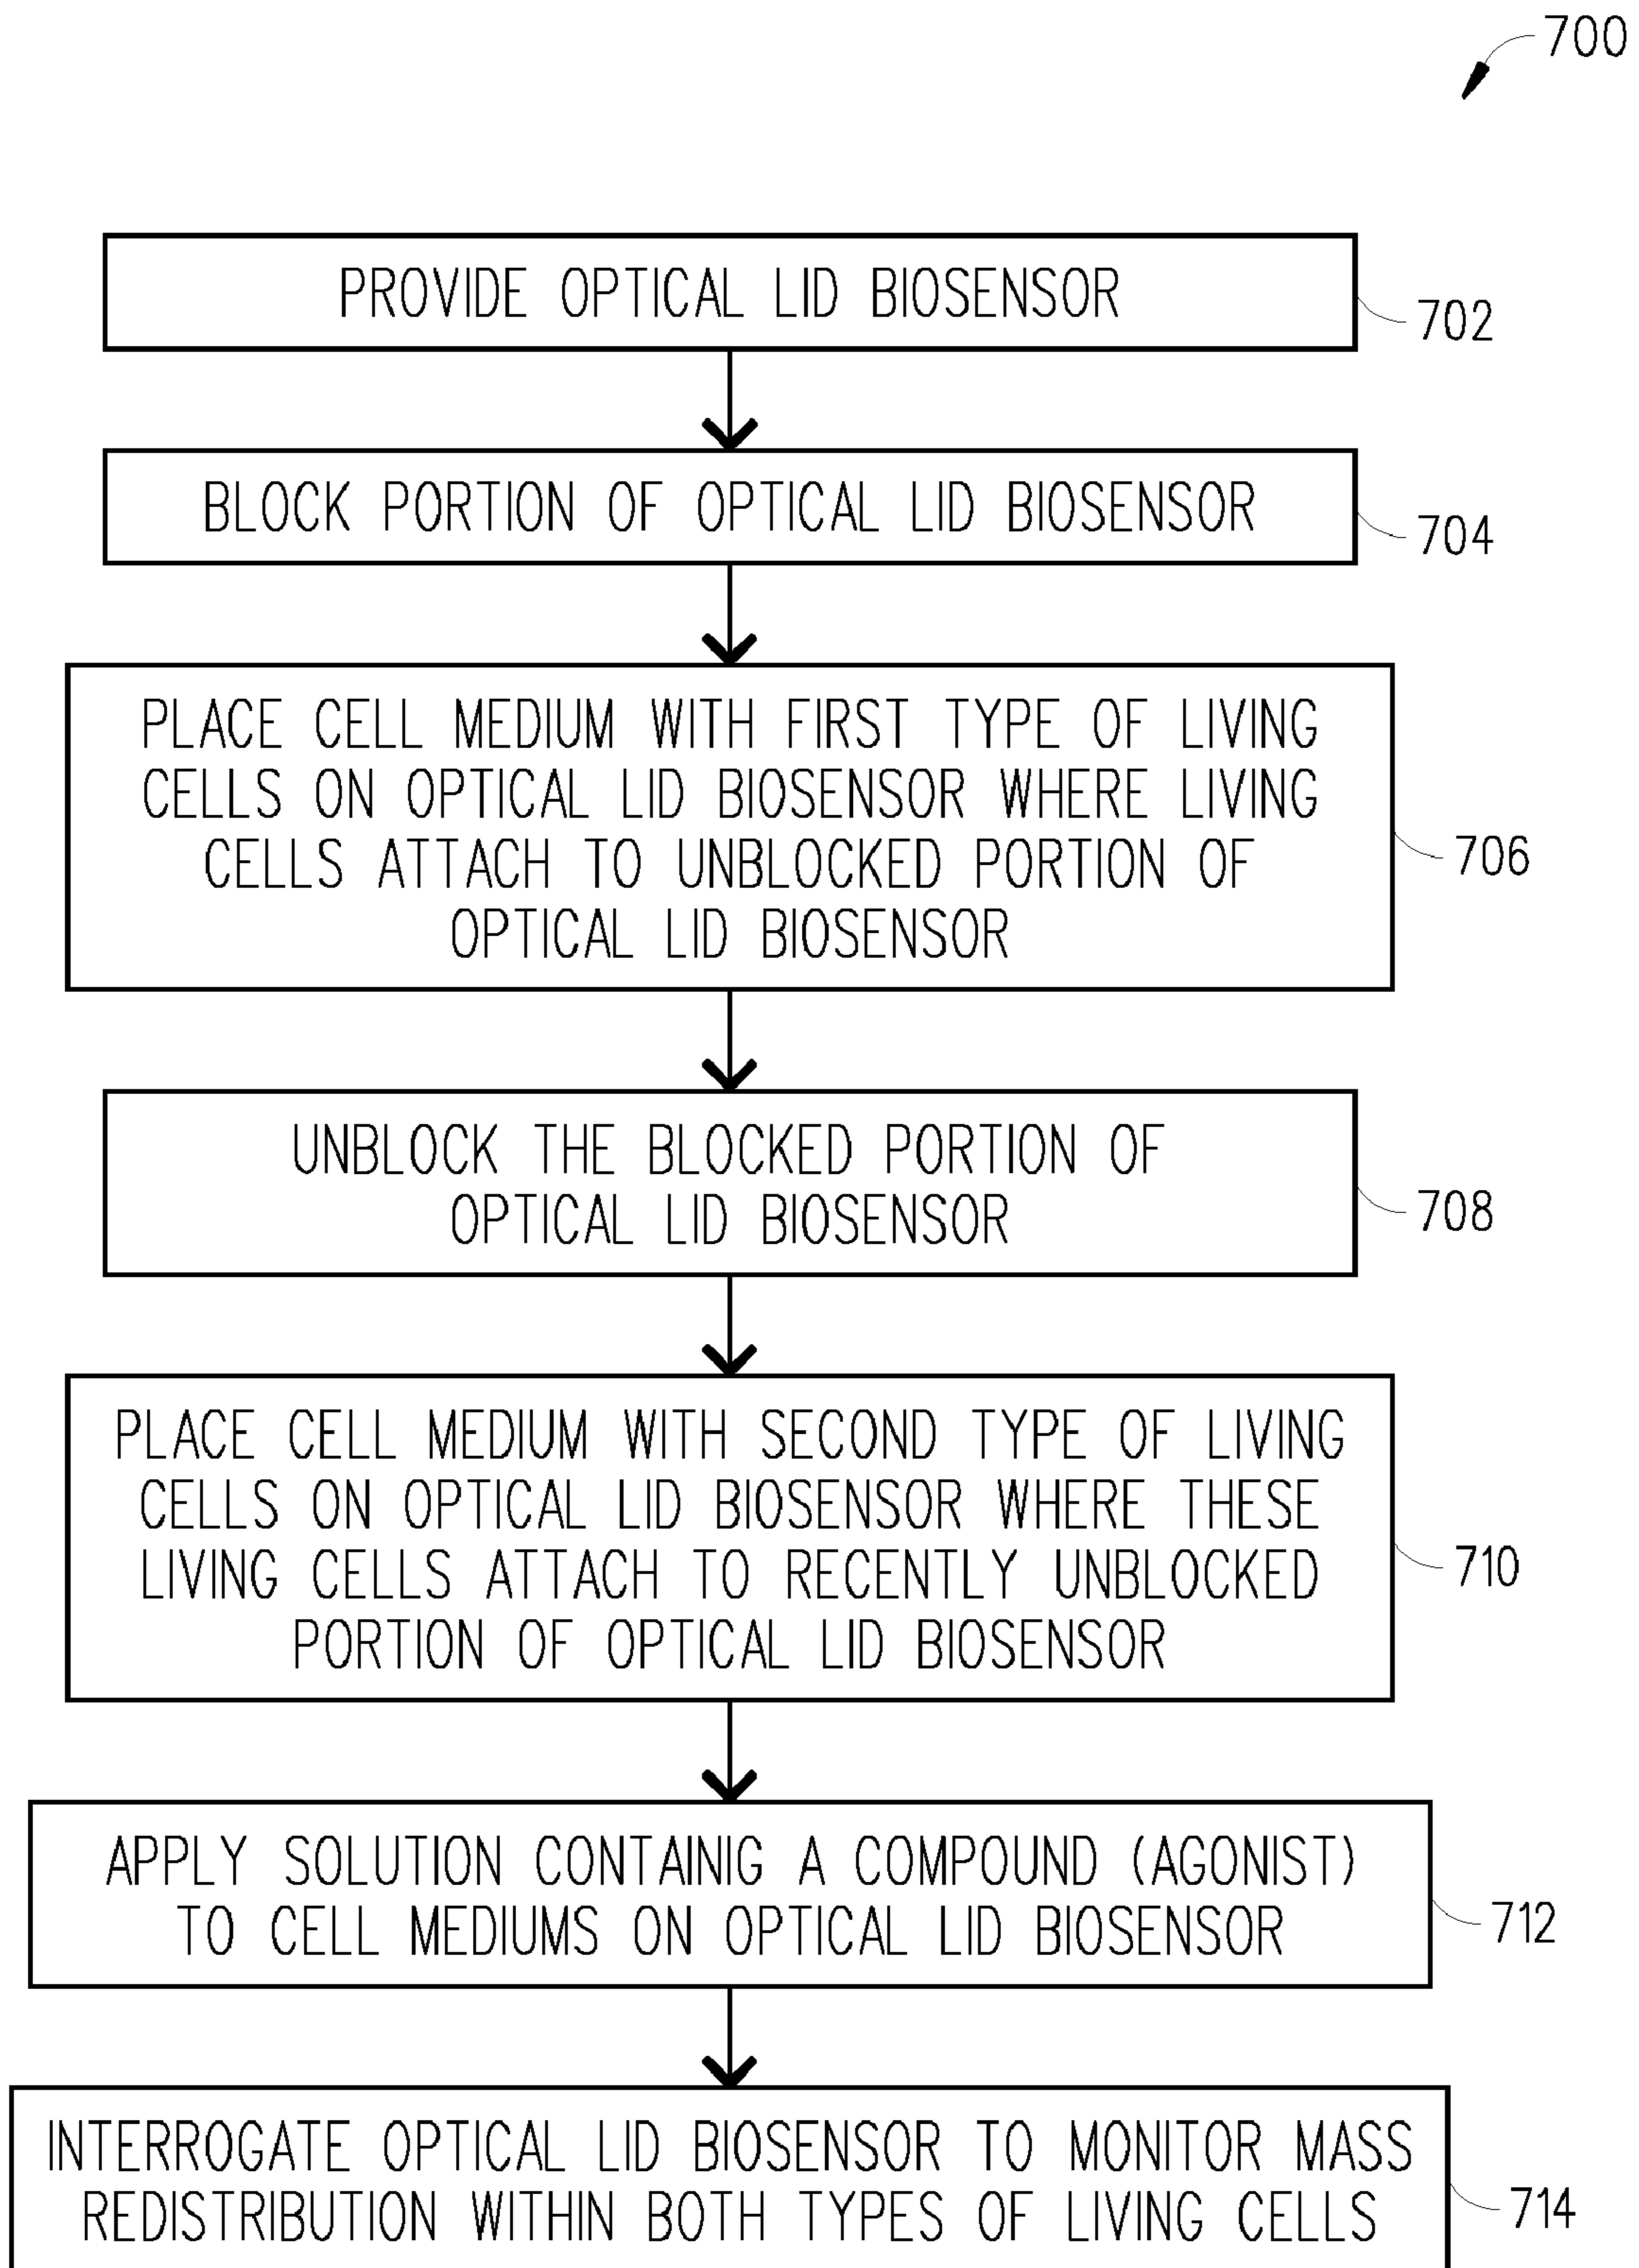 700
PROVIDE OPTICAL LID BIOSENSOR
702
BLOCK PORTION OF OPTICAL LID BIOSENSOR
704
PLACE CELL MEDIUM WITH FIRST TYPE OF LIVING
CELLS ON OPTICAL LID BIOSENSOR WHERE LIVING
CELLS ATTACH TO UNBLOCKED PORTION OF
OPTICAL LID BIOSENSOR
706
UNBLOCK THE BLOCKED PORTION OF
OPTICAL LID BIOSENSOR
708
PLACE CELL MEDIUM WITH SECOND TYPE OF LIVING
CELLS ON OPTICAL LID BIOSENSOR WHERE THESE
LIVING CELLS ATTACH TO RECENTLY UNBLOCKED
PORTION OF OPTICAL LID BIOSENSOR
710
APPLY SOLUTION CONTAINIG A COMPOUND (AGONIST)
TO CELL MEDIUMS ON OPTICAL LID BIOSENSOR
712
INTERROGATE OPTICAL LID BIOSENSOR TO MONITOR MASS
REDISTRIBUTION WITHIN BOTH TYPES OF LIVING CELLS
714